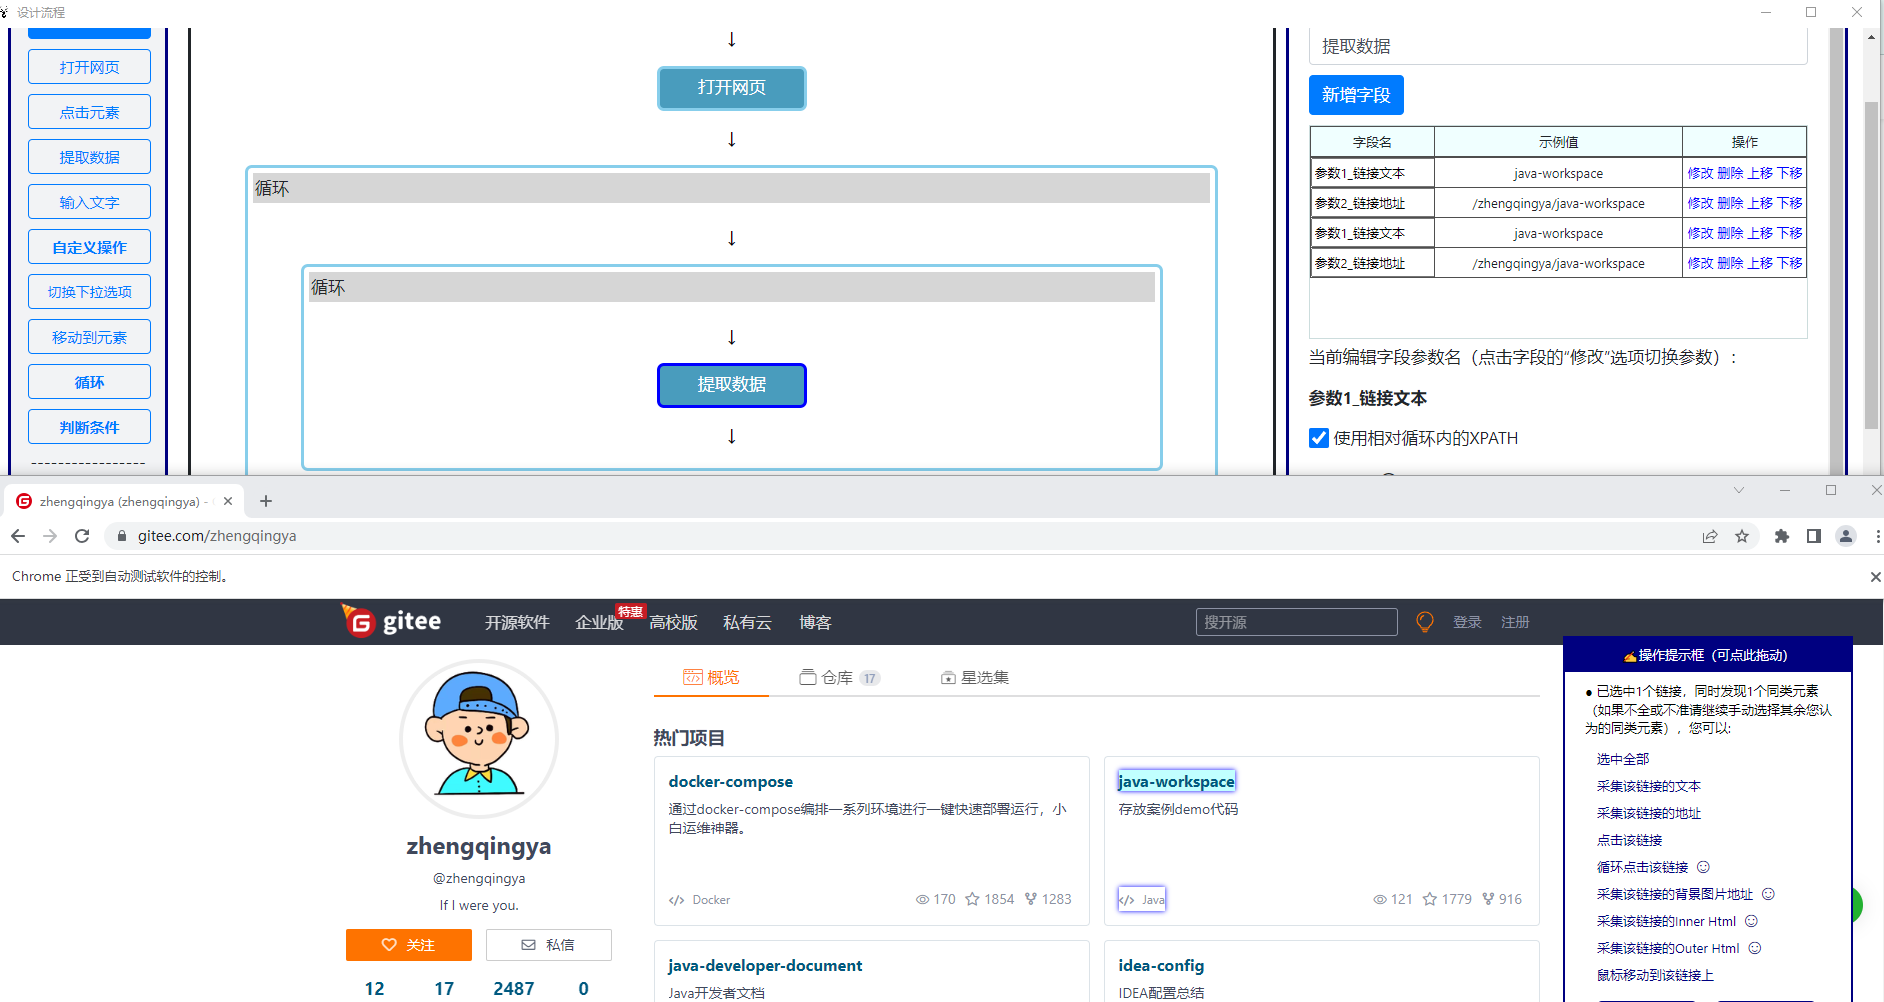 设计流程
打开网页
点击元素
提取数据
输入文字
自定义操作
切换下拉选项
移动到元素
循环
判断条件
-----------------
↓
打开网页
↓
循环
↓
循环
↓
提取数据
↓
提取数据
新增字段
字段名 示例值 操作
参数1_链接文本 java-workspace 修改 删除 上移 下移
参数2_链接地址 /zhengqingya/java-workspace 修改 删除 上移 下移
参数1_链接文本 java-workspace 修改 删除 上移 下移
参数2_链接地址 /zhengqingya/java-workspace 修改 删除 上移 下移
当前编辑字段参数名（点击字段的“修改”选项切换参数）:
参数1_链接文本
使用相对循环内的XPATH
zhengqingya (zhengqingya) -
gitee.com/zhengqingya
Chrome 正受到自动测试软件的控制。
gitee 开源软件 企业版 特惠 高校版 私有云 博客 搜开源 登录 注册
概览 仓库 17 星选集
热门项目
docker-compose
通过docker-compose编排一系列环境进行一键快速部署运行，小
白运维神器。
Docker 170 1854 1283
java-workspace
存放案例demo代码
Java 121 1779 916
java-developer-document
Java开发者文档
idea-config
IDEA配置总结
zhengqingya
@zhengqingya
If I were you.
关注 私信
12 17 2487 0
✍操作提示框（可点此拖动）
● 已选中1个链接，同时发现1个同类元素
（如果不全或不准请继续手动选择其余您认
为的同类元素），您可以:
选中全部
采集该链接的文本
采集该链接的地址
点击该链接
循环点击该链接 ☺
采集该链接的背景图片地址 ☺
采集该链接的Inner Html ☺
采集该链接的Outer Html ☺
鼠标移动到该链接上